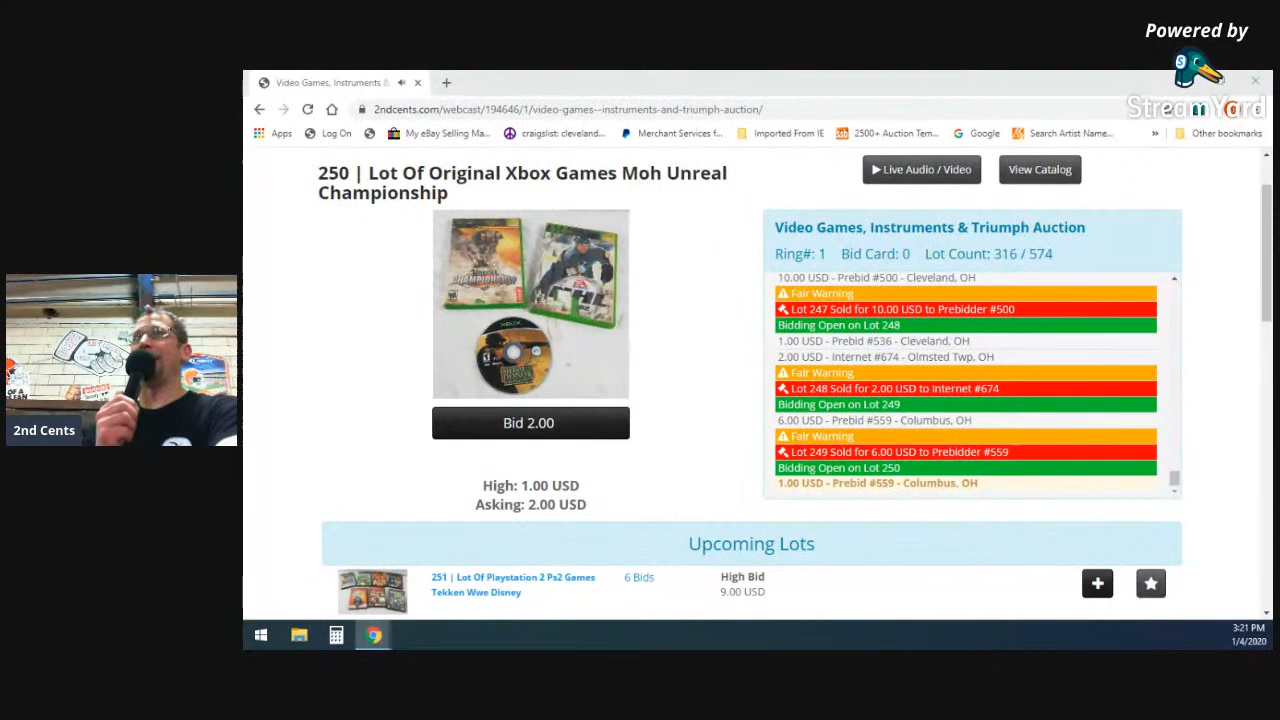 Powered by
StreamYard
Video Games, Instruments &
2ndcents.com/webcast/194646/1/video-games--instruments-and-triumph-auction/
Apps
Log On
My eBay Selling Ma...
craigslist: cleveland...
Merchant Services f...
Imported From IE
2500+ Auction Tem...
Google
Search Artist Name...
Other bookmarks
250 | Lot Of Original Xbox Games Moh Unreal
Championship
Live Audio / Video
View Catalog
CHAMPIONSHIP
XBOX
Bid 2.00
High: 1.00 USD
Asking: 2.00 USD
Video Games, Instruments & Triumph Auction
Ring#: 1 Bid Card: 0 Lot Count: 316 / 574
10.00 USD - Prebid #500 - Cleveland, OH
Fair Warning
Lot 247 Sold for 10.00 USD to Prebidder #500
Bidding Open on Lot 248
1.00 USD - Prebid #536 - Cleveland, OH
2.00 USD - Internet #674 - Olmsted Twp, OH
Fair Warning
Lot 248 Sold for 2.00 USD to Internet #674
Bidding Open on Lot 249
6.00 USD - Prebid #559 - Columbus, OH
Fair Warning
Lot 249 Sold for 6.00 USD to Prebidder #559
Bidding Open on Lot 250
1.00 USD - Prebid #559 - Columbus, OH
2nd Cents
Upcoming Lots
251 | Lot Of Playstation 2 Ps2 Games
Tekken Wwe Disney
6 Bids
High Bid
9.00 USD
3:21 PM
1/4/2020